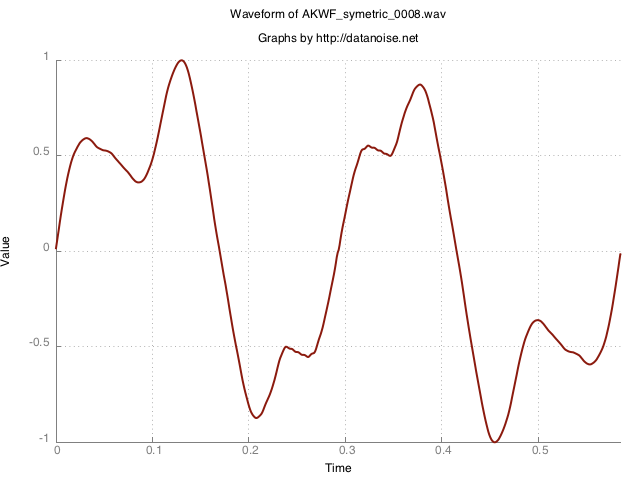 Waveform of AKWF_symetric_0008.wav
Graphs by http://datanoise.net
1
0.5
0
-0.5
-1
Value
0 0.1 0.2 0.3 0.4 0.5
Time